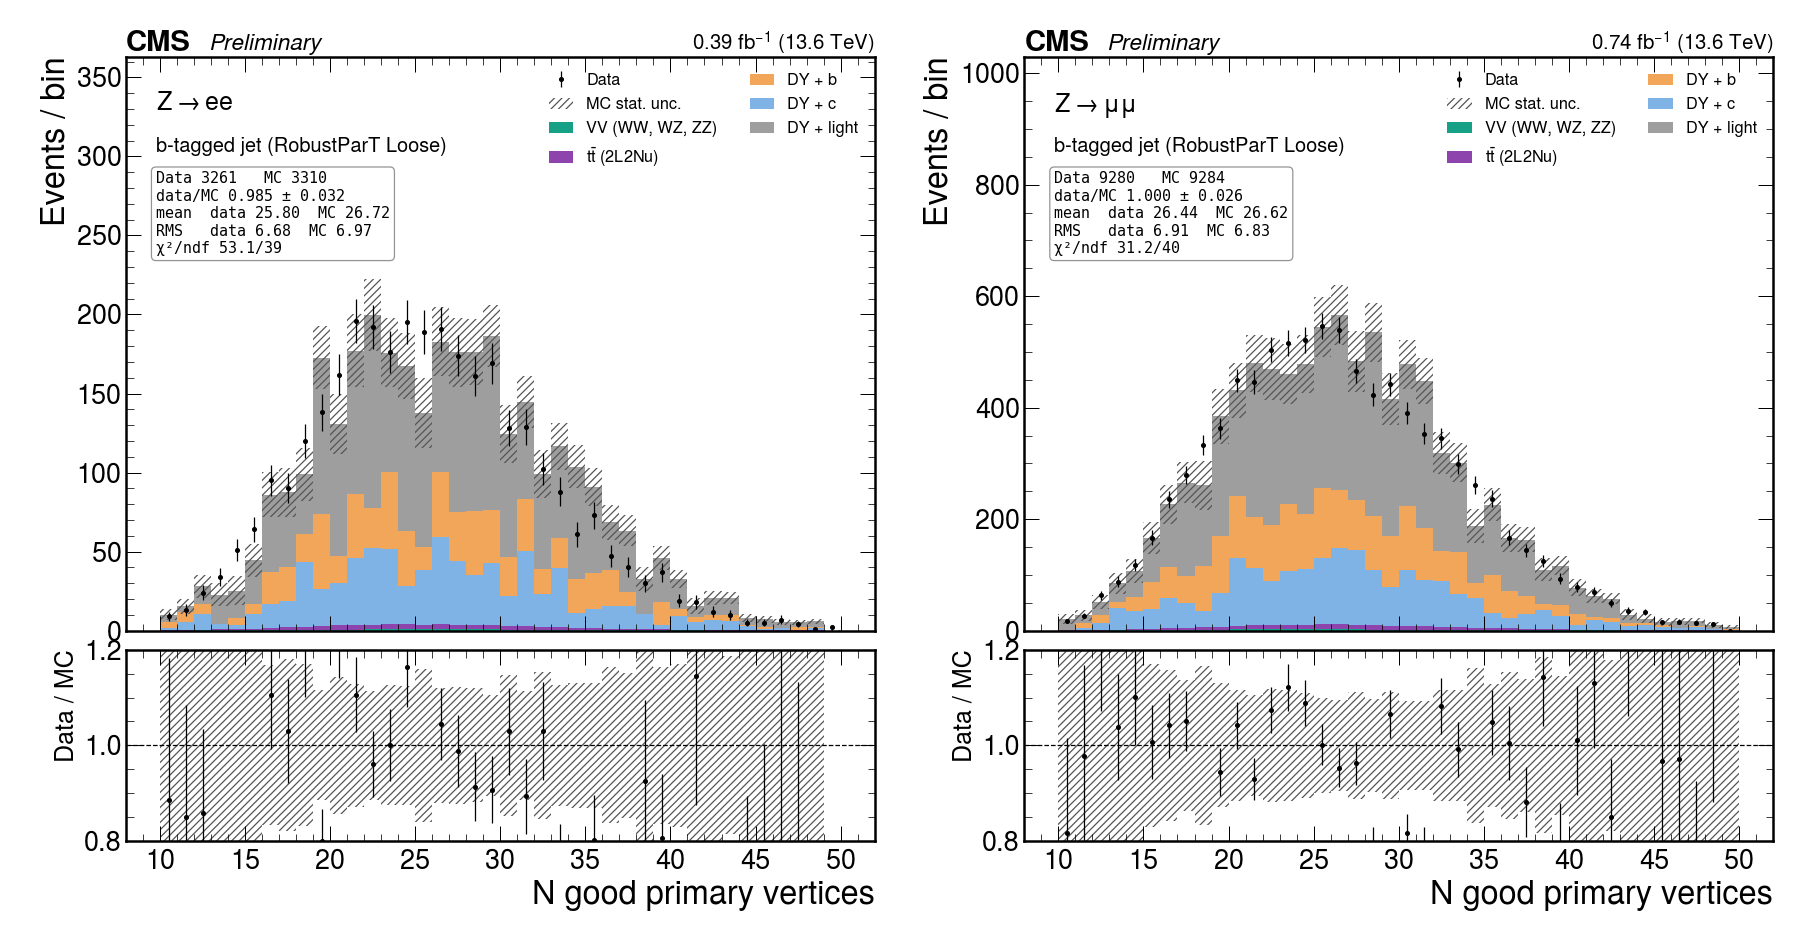 CMS Preliminary 0.39 fb⁻¹ (13.6 TeV)
Events / bin
350
300
250
200
150
100
50
0
Z → ee
b-tagged jet (RobustParT Loose)
Data 3261 MC 3310
data/MC 0.985 ± 0.032
mean data 25.80 MC 26.72
RMS data 6.68 MC 6.97
χ²/ndf 53.1/39
Data
MC stat. unc.
VV (WW, WZ, ZZ)
tt̄ (2L2Nu)
DY + b
DY + c
DY + light
Data / MC
1.2
1.0
0.8
10 15 20 25 30 35 40 45 50
N good primary vertices
CMS Preliminary 0.74 fb⁻¹ (13.6 TeV)
Events / bin
1000
800
600
400
200
0
Z → μμ
b-tagged jet (RobustParT Loose)
Data 9280 MC 9284
data/MC 1.000 ± 0.026
mean data 26.44 MC 26.62
RMS data 6.91 MC 6.83
χ²/ndf 31.2/40
Data
MC stat. unc.
VV (WW, WZ, ZZ)
tt̄ (2L2Nu)
DY + b
DY + c
DY + light
Data / MC
1.2
1.0
0.8
10 15 20 25 30 35 40 45 50
N good primary vertices